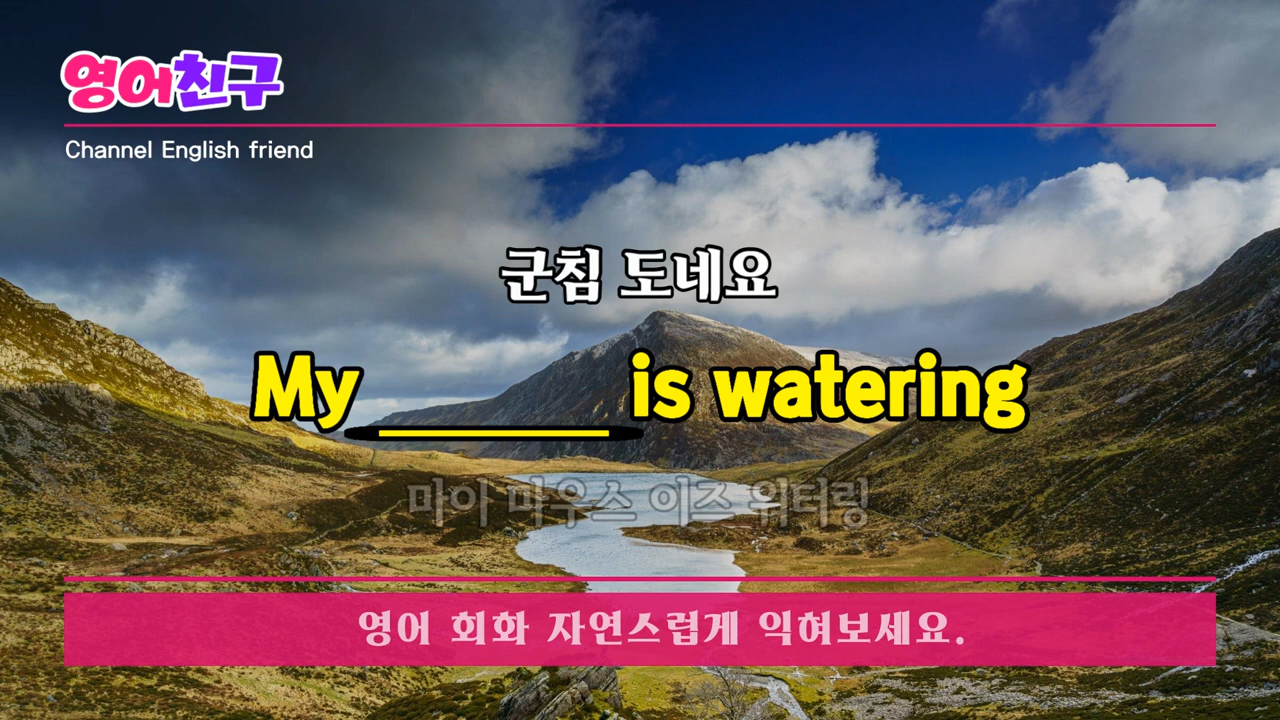 영어친구
Channel English friend
군침 도네요
My ______ is watering
마이 마우스 이즈 워터링
영어 회화 자연스럽게 익혀보세요.